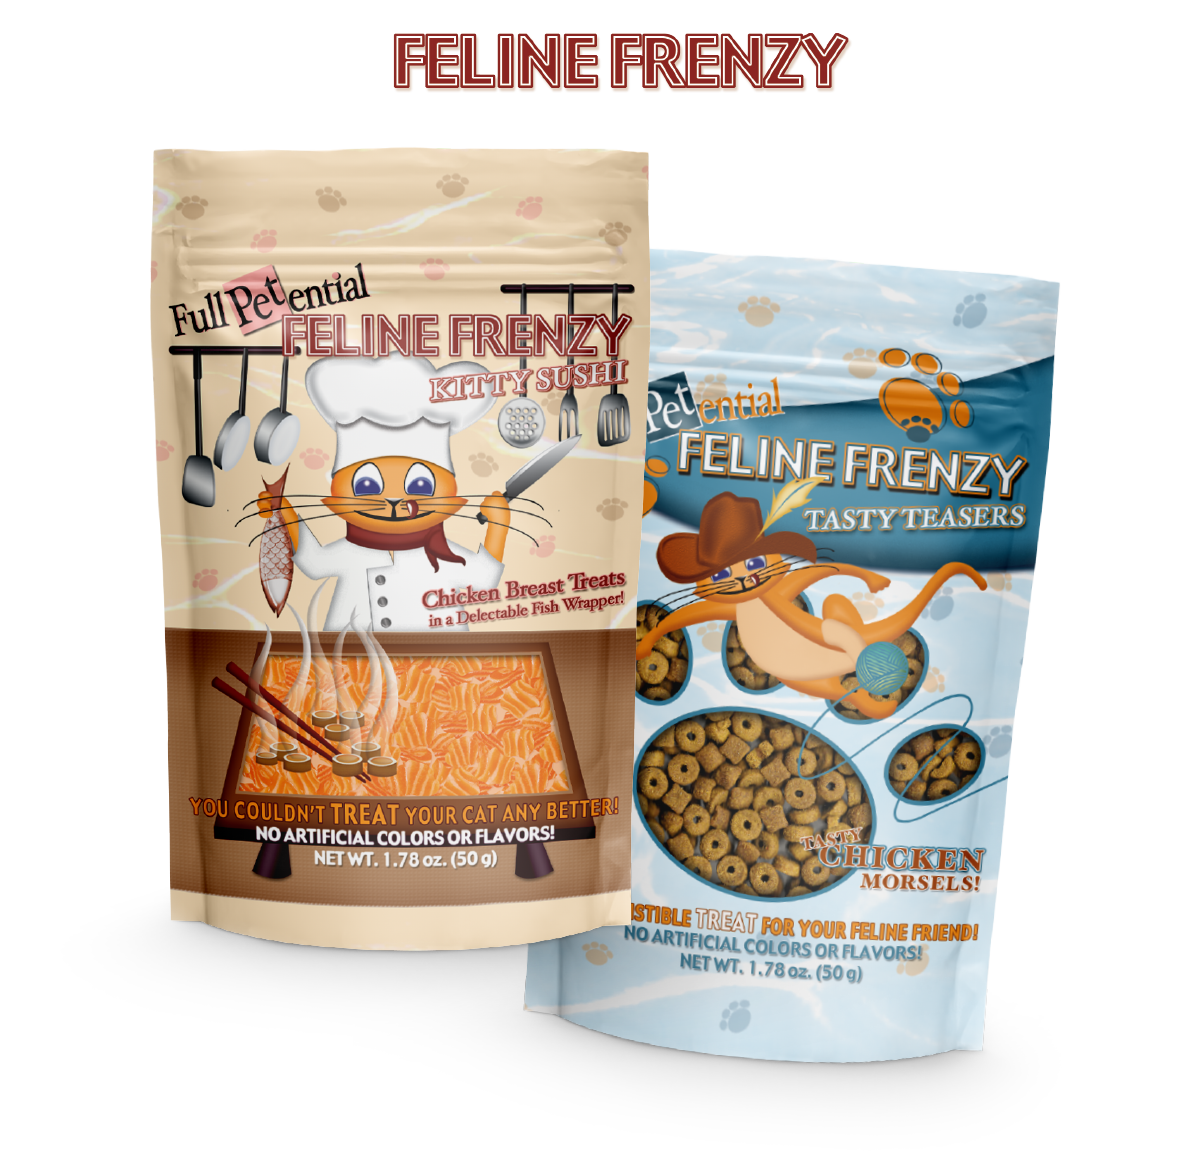 FELINE FRENZY
Full Petential
FELINE FRENZY
KITTY SUSHI
Chicken Breast Treats
in a Delectable Fish Wrapper!
YOU COULDN'T TREAT YOUR CAT ANY BETTER!
NO ARTIFICIAL COLORS OR FLAVORS!
NET WT. 1.78 oz. (50 g)
Petential
FELINE FRENZY
TASTY TEASERS
TASTY
CHICKEN
MORSELS!
TREAT FOR YOUR FELINE FRIEND!
NO ARTIFICIAL COLORS OR FLAVORS!
NET WT. 1.78 oz. (50 g)